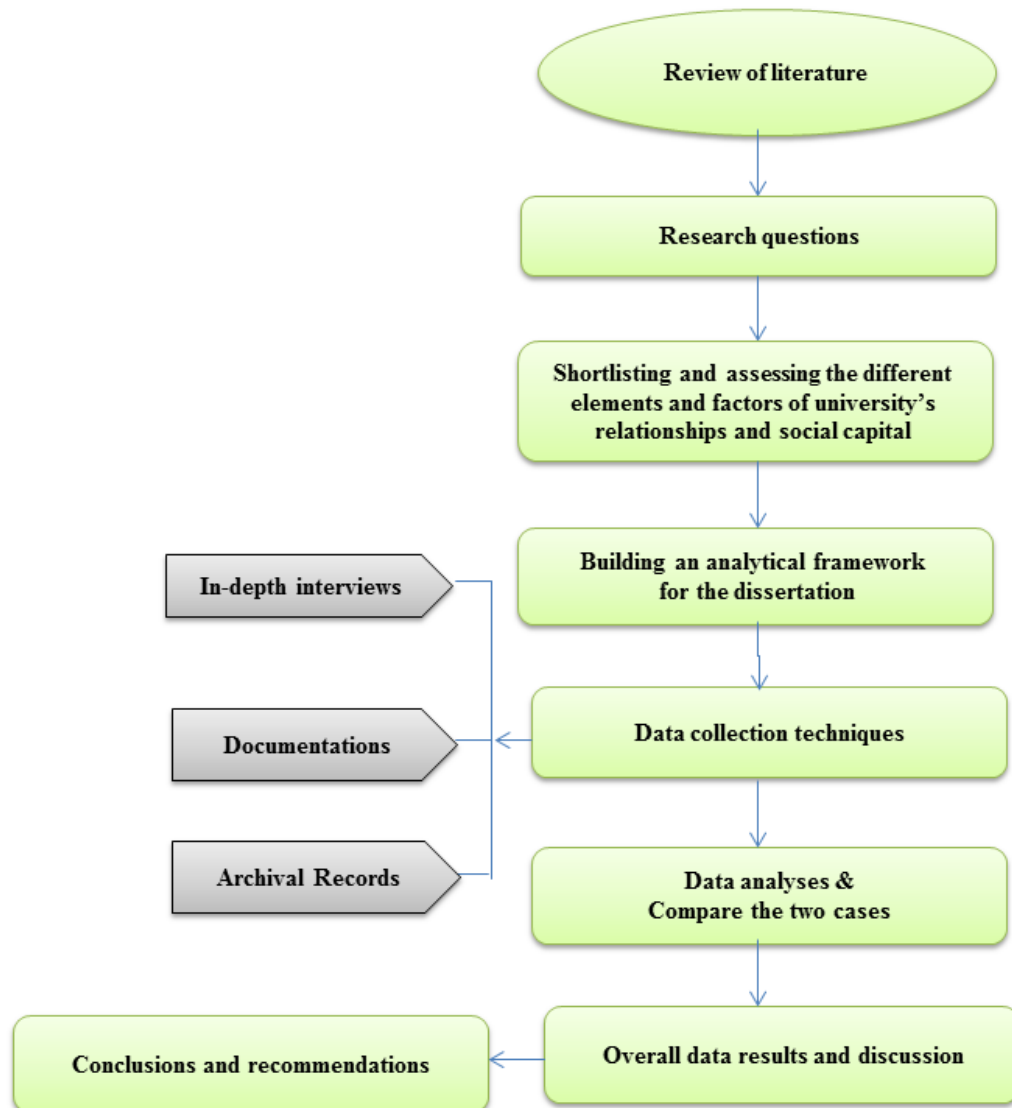 Review of literature
Research questions
Shortlisting and assessing the different
elements and factors of university’s
relationships and social capital
Building an analytical framework
for the dissertation
In-depth interviews
Data collection techniques
Documentations
Archival Records
Data analyses &
Compare the two cases
Overall data results and discussion
Conclusions and recommendations